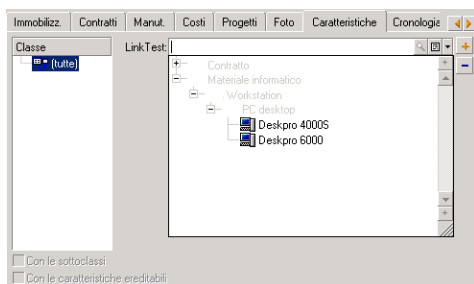 Immobilizz. Contratti Manut. Costi Progetti Foto Caratteristiche Cronologie
Classe LinkTest:
(tutte) Contratto
Materiale informatico
Workstation
PC desktop
Deskpro 4000S
Deskpro 6000
Con le sottoclassi
Con le caratteristiche ereditabili